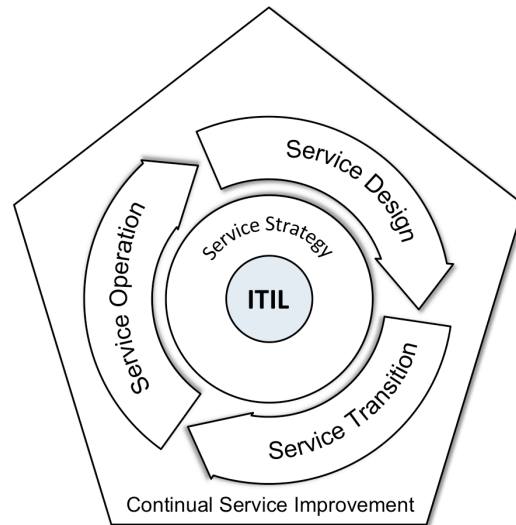 Service Design
Service Strategy
ITIL
Service Operation
Service Transition
Continual Service Improvement